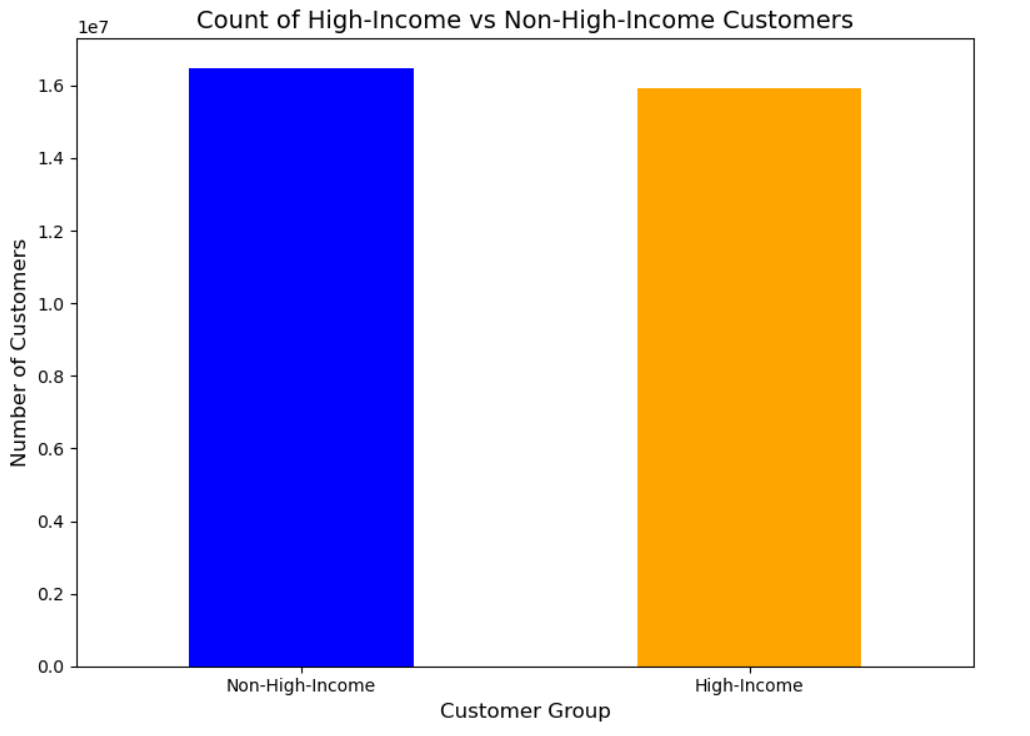 Count of High-Income vs Non-High-Income Customers
1e7
1.6
1.4
1.2
1.0
0.8
0.6
0.4
0.2
0.0
Number of Customers
Non-High-Income
High-Income
Customer Group